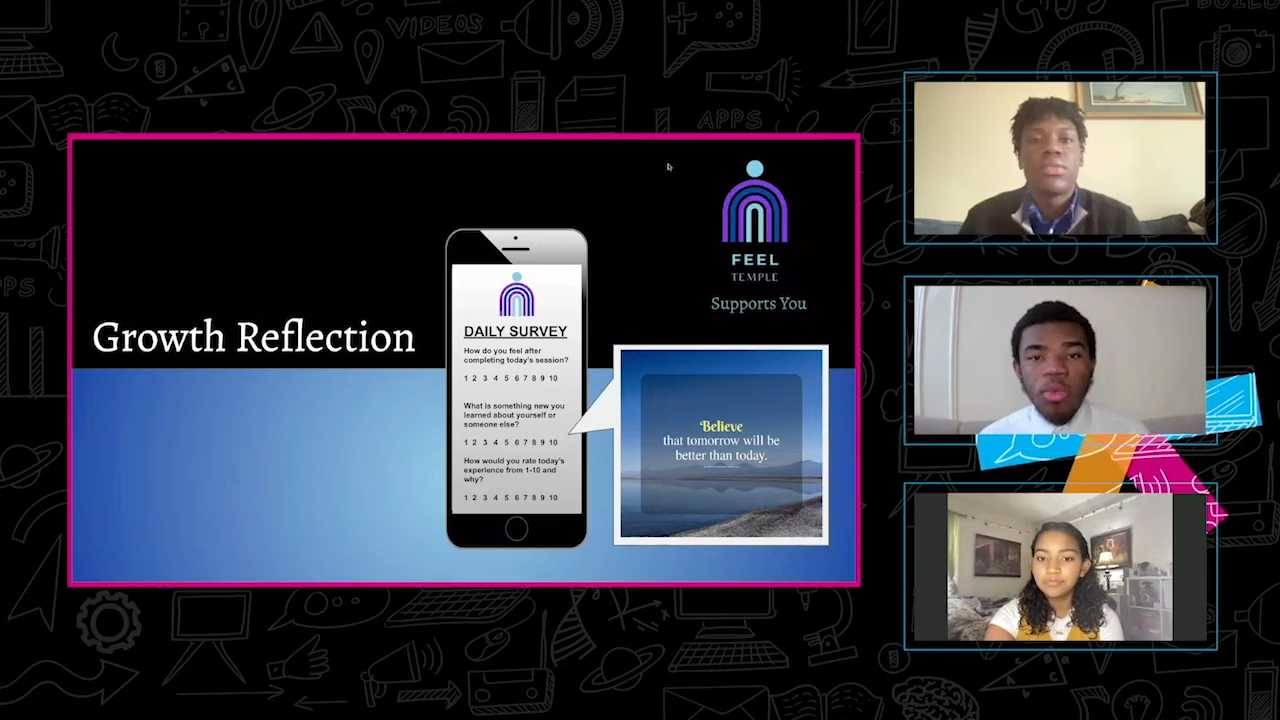 VIDEOS
APPS
Growth Reflection
FEEL
TEMPLE
Supports You
DAILY SURVEY
How do you feel after
completing today's session?
1 2 3 4 5 6 7 8 9 10
What is something new you
learned about yourself or
someone else?
1 2 3 4 5 6 7 8 9 10
How would you rate today's
experience from 1-10 and
why?
1 2 3 4 5 6 7 8 9 10
Believe
that tomorrow will be
better than today.